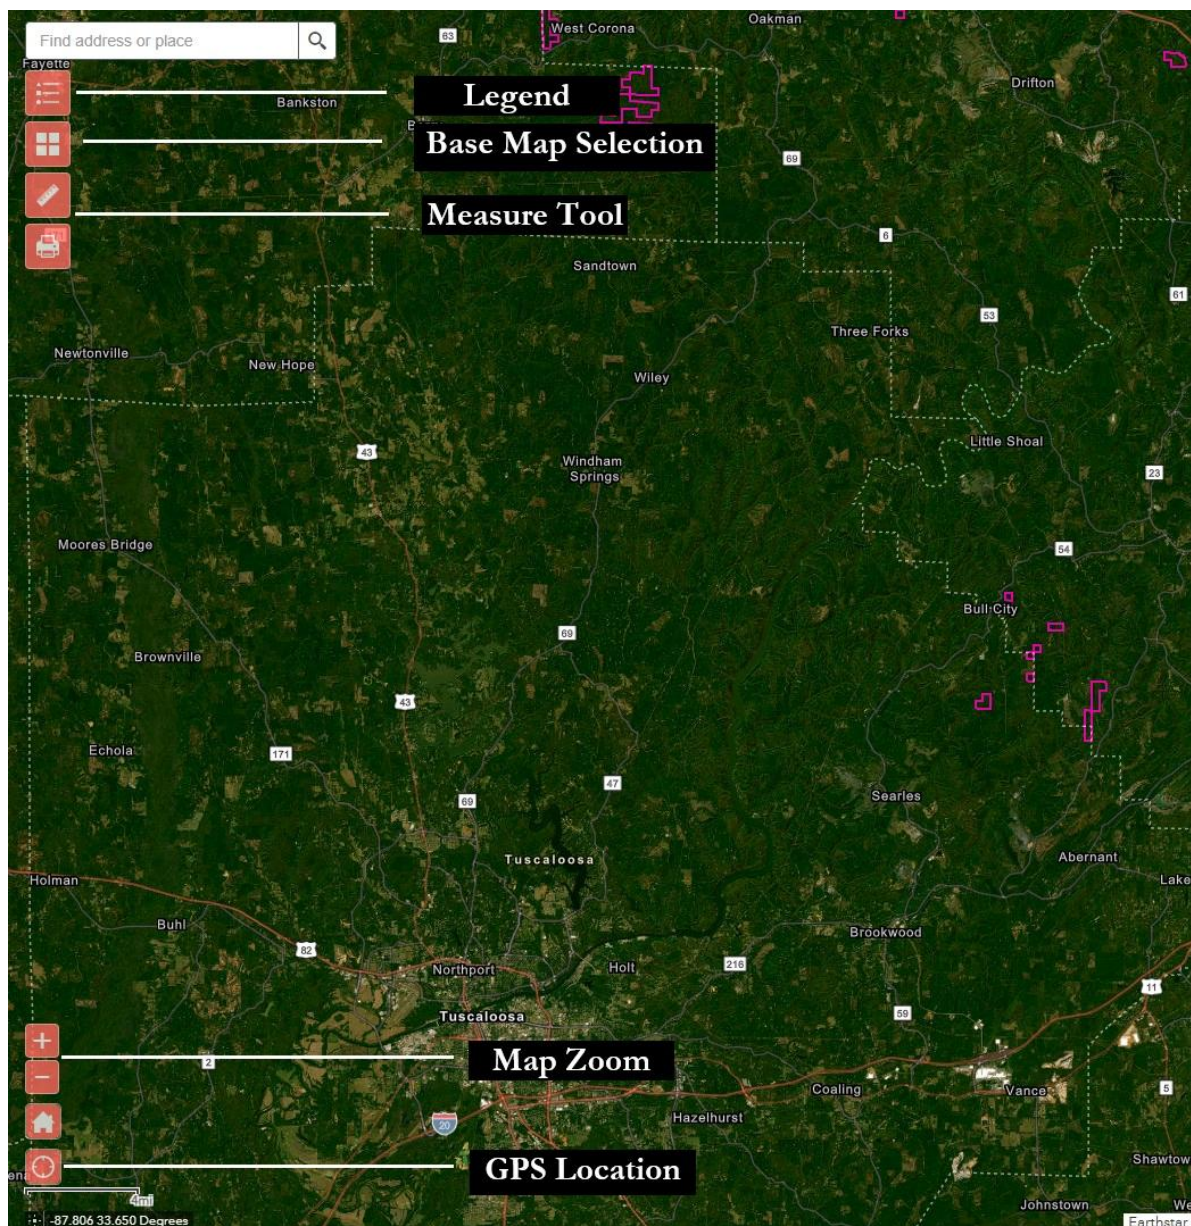 West Corona
Oakman
Find address or place
63
Fayette
Drifton
Legend
Bankston
Base Map Selection
69
Measure Tool
6
Sandtown
61
53
Three Forks
Newtonville
New Hope
Wiley
Little Shoal
43
Windham
Springs
23
Moores Bridge
54
Bull City
69
Brownville
43
Echola
171
47
69
Searles
Tuscaloosa
Abernant
Holman
Lake
Buhl
Brookwood
82
Northport
Holt
216
11
Tuscaloosa
59
Map Zoom
2
5
Coaling
Vance
Hazelhurst
20
Shawtow
GPS Location
4mi
Johnstown
We
-87.806 33.650 Degrees
Earthstar